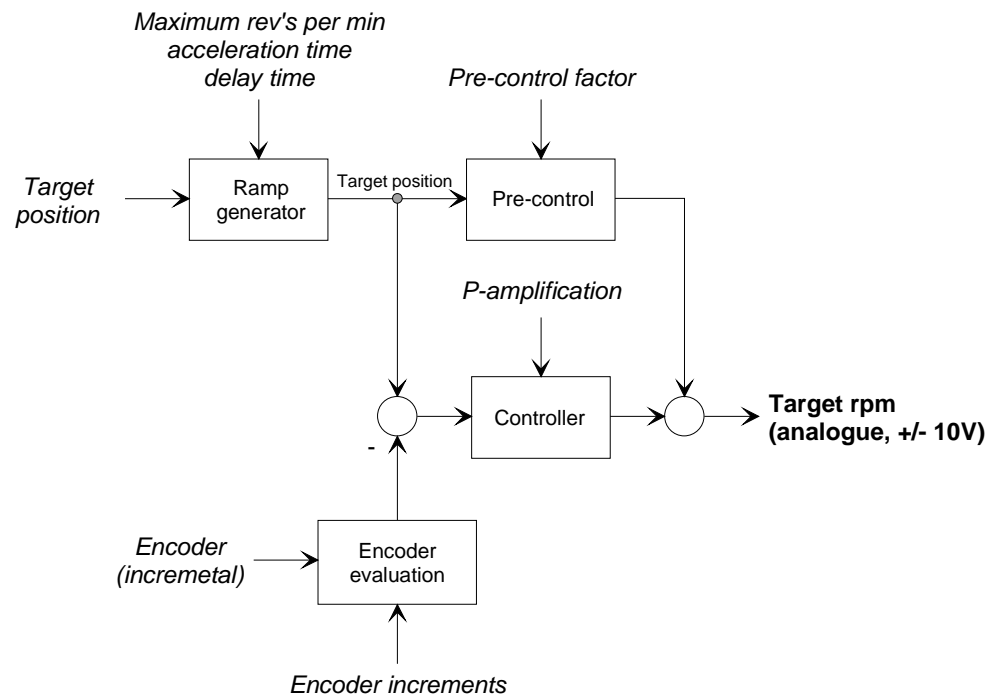 Maximum rev's per min
acceleration time
delay time
Pre-control factor
Target
position
Ramp
generator
Target position
Pre-control
P-amplification
Controller
Target rpm
(analogue, +/- 10V)
-
Encoder
(incremetal)
Encoder
evaluation
Encoder increments